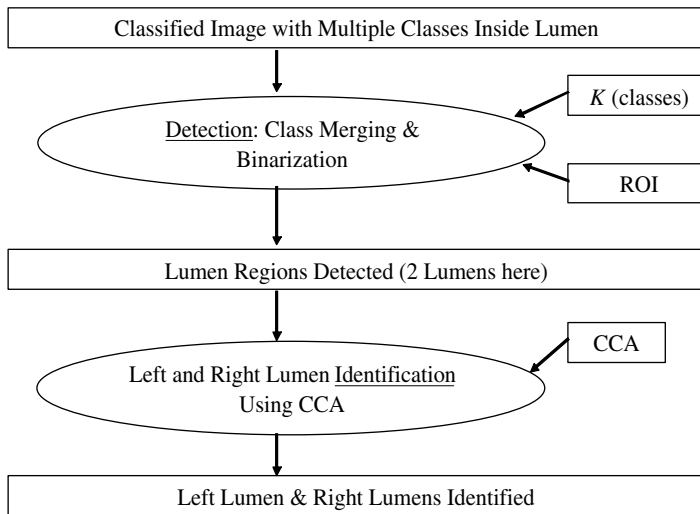 Classified Image with Multiple Classes Inside Lumen
K (classes)
Detection: Class Merging &
Binarization
ROI
Lumen Regions Detected (2 Lumens here)
CCA
Left and Right Lumen Identification
Using CCA
Left Lumen & Right Lumens Identified